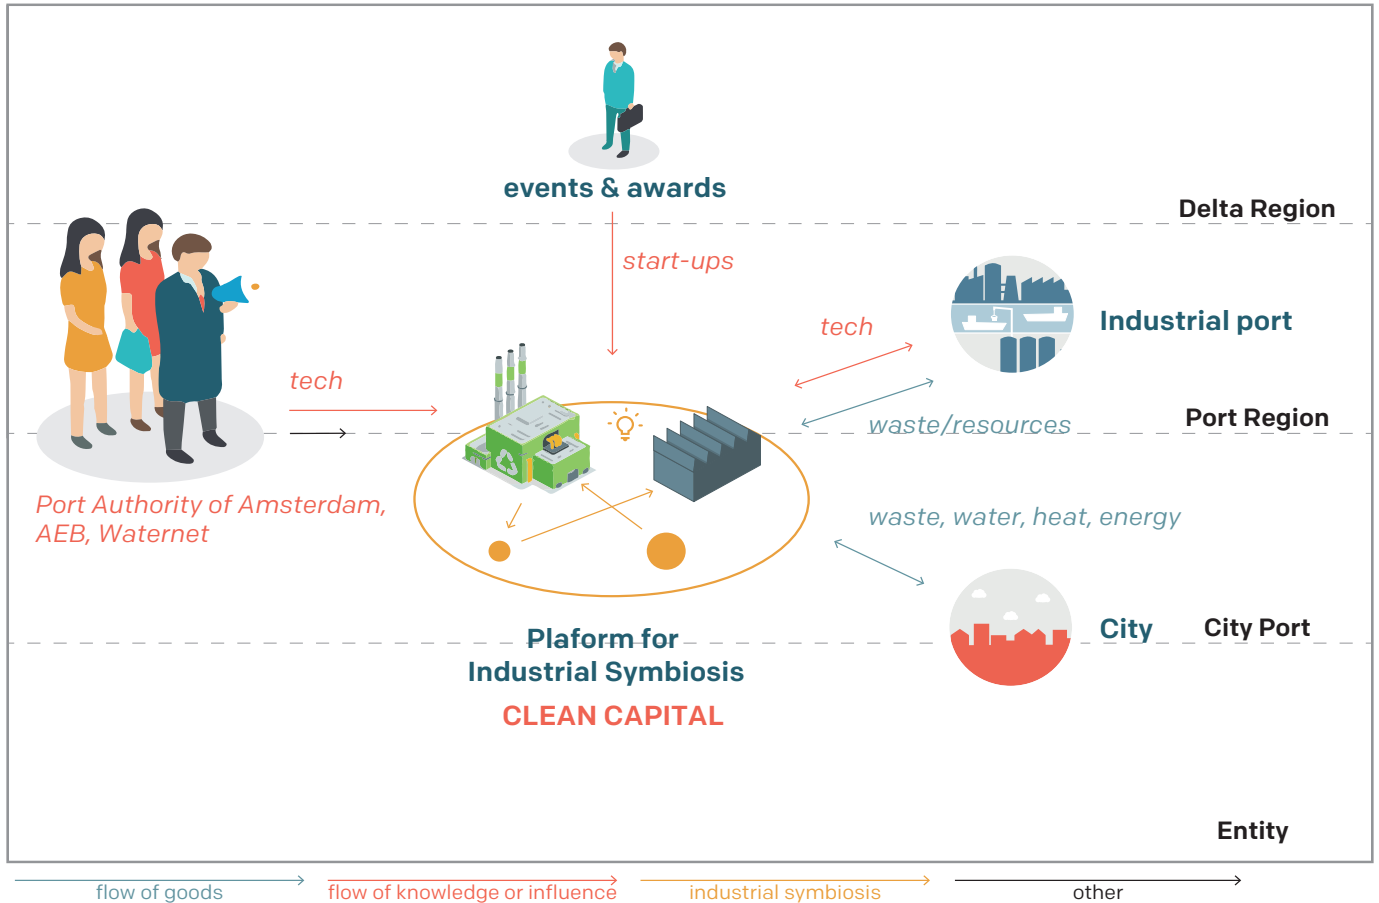 events & awards
Delta Region
start-ups
Industrial port
tech
tech
Port Region
waste/resources
Port Authority of Amsterdam,
AEB, Waternet
waste, water, heat, energy
Plaform for
Industrial Symbiosis
CLEAN CAPITAL
City
City Port
Entity
flow of goods
flow of knowledge or influence
industrial symbiosis
other